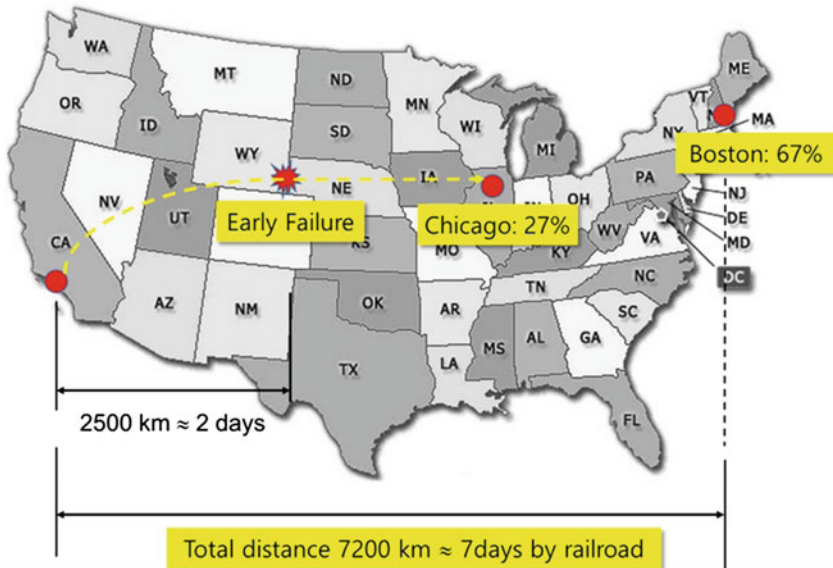 WA
MT
ND
ME
OR
MN
VT
ID
SD
WI
NY
MA
WY
MI
Boston: 67%
IA
NE
PA
NV
OH
NJ
UT
Early Failure
Chicago: 27%
DE
CA
WV
VA
MD
KS
MO
KY
DC
NC
TN
AZ
NM
OK
AR
SC
MS
AL
GA
TX
LA
2500 km ≈ 2 days
FL
Total distance 7200 km ≈ 7days by railroad